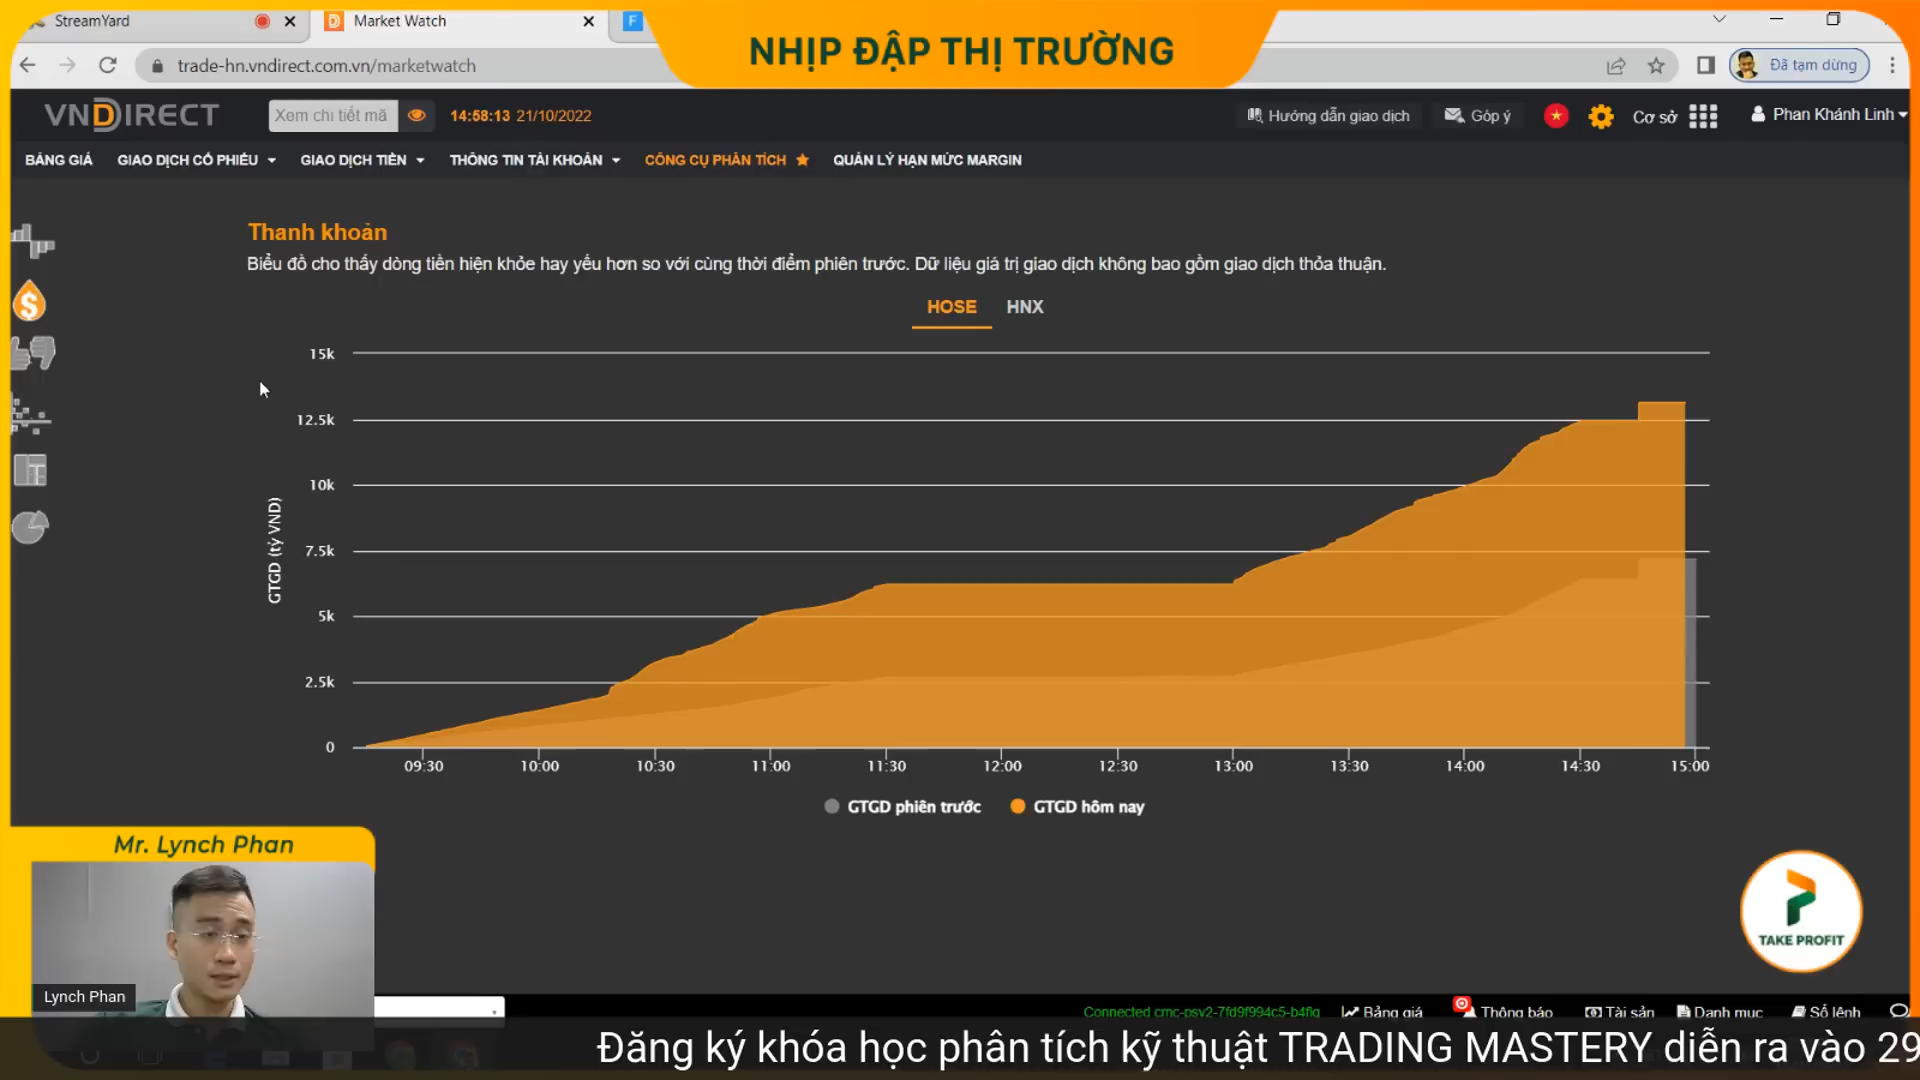 StreamYard
Market Watch
NHỊP ĐẬP THỊ TRƯỜNG
trade-hn.vndirect.com.vn/marketwatch
Đã tạm dừng
VNDIRECT
Xem chi tiết mã
14:58:13 21/10/2022
Hướng dẫn giao dịch
Góp ý
Cơ sở
Phan Khánh Linh
BẢNG GIÁ
GIAO DỊCH CỔ PHIẾU
GIAO DỊCH TIỀN
THÔNG TIN TÀI KHOẢN
CÔNG CỤ PHÂN TÍCH
QUẢN LÝ HẠN MỨC MARGIN
Thanh khoản
Biểu đồ cho thấy dòng tiền hiện khỏe hay yếu hơn so với cùng thời điểm phiên trước. Dữ liệu giá trị giao dịch không bao gồm giao dịch thỏa thuận.
HOSE HNX
15k
12.5k
10k
7.5k
5k
2.5k
0
GTGD (tỷ VND)
09:30 10:00 10:30 11:00 11:30 12:00 12:30 13:00 13:30 14:00 14:30 15:00
GTGD phiên trước GTGD hôm nay
Mr. Lynch Phan
Lynch Phan
TAKE PROFIT
Connected cmc-psv2-7fd9f994c5-b4flg
Bảng giá
Thông báo
Tài sản
Danh mục
Sổ lệnh
Đăng ký khóa học phân tích kỹ thuật TRADING MASTERY diễn ra vào 29